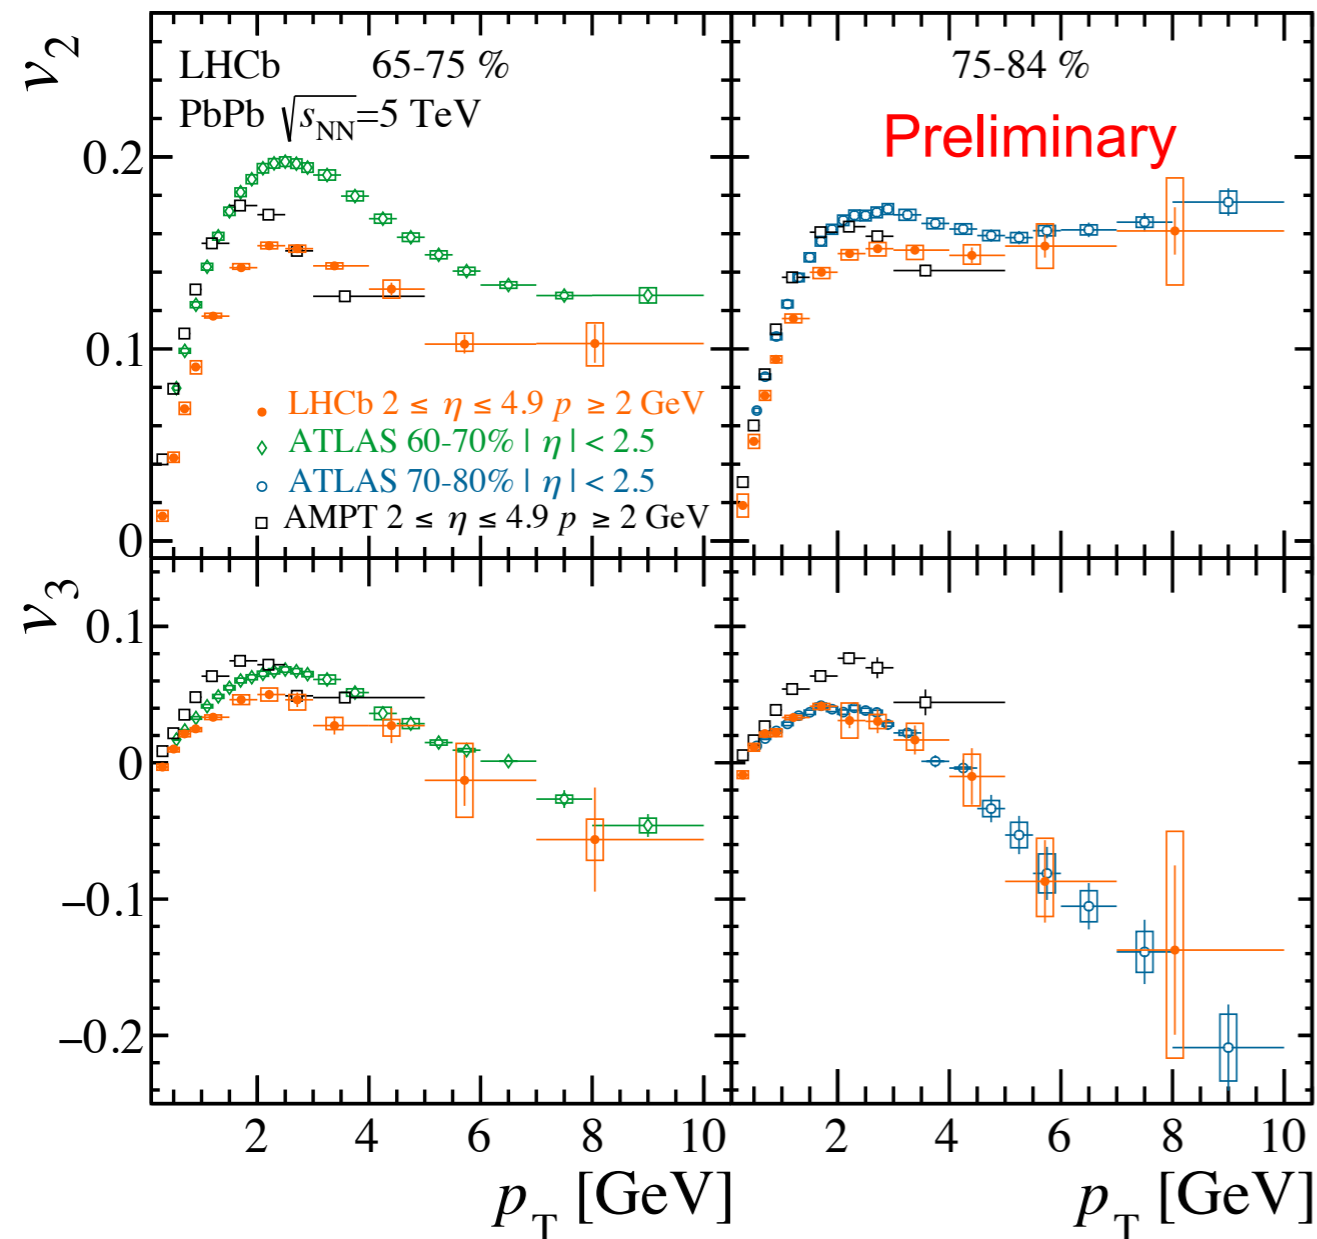 v2
LHCb 65-75 %
PbPb √sNN=5 TeV
75-84 %
Preliminary
0.2
0.1
0
LHCb 2 ≤ η ≤ 4.9 p ≥ 2 GeV
ATLAS 60-70% | η | < 2.5
ATLAS 70-80% | η | < 2.5
AMPT 2 ≤ η ≤ 4.9 p ≥ 2 GeV
v3
0.1
0
−0.1
−0.2
2 4 6 8 10 2 4 6 8 10
pT [GeV] pT [GeV]